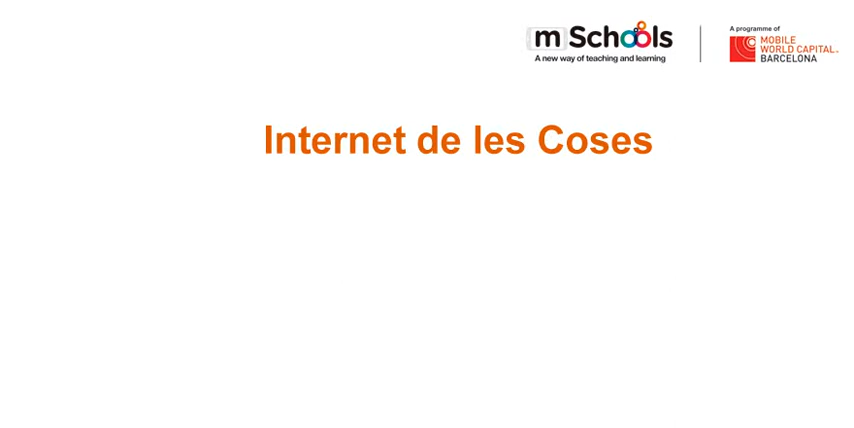 mSchools
A new way of teaching and learning
A programme of
MOBILE
WORLD CAPITAL.
BARCELONA
Internet de les Coses